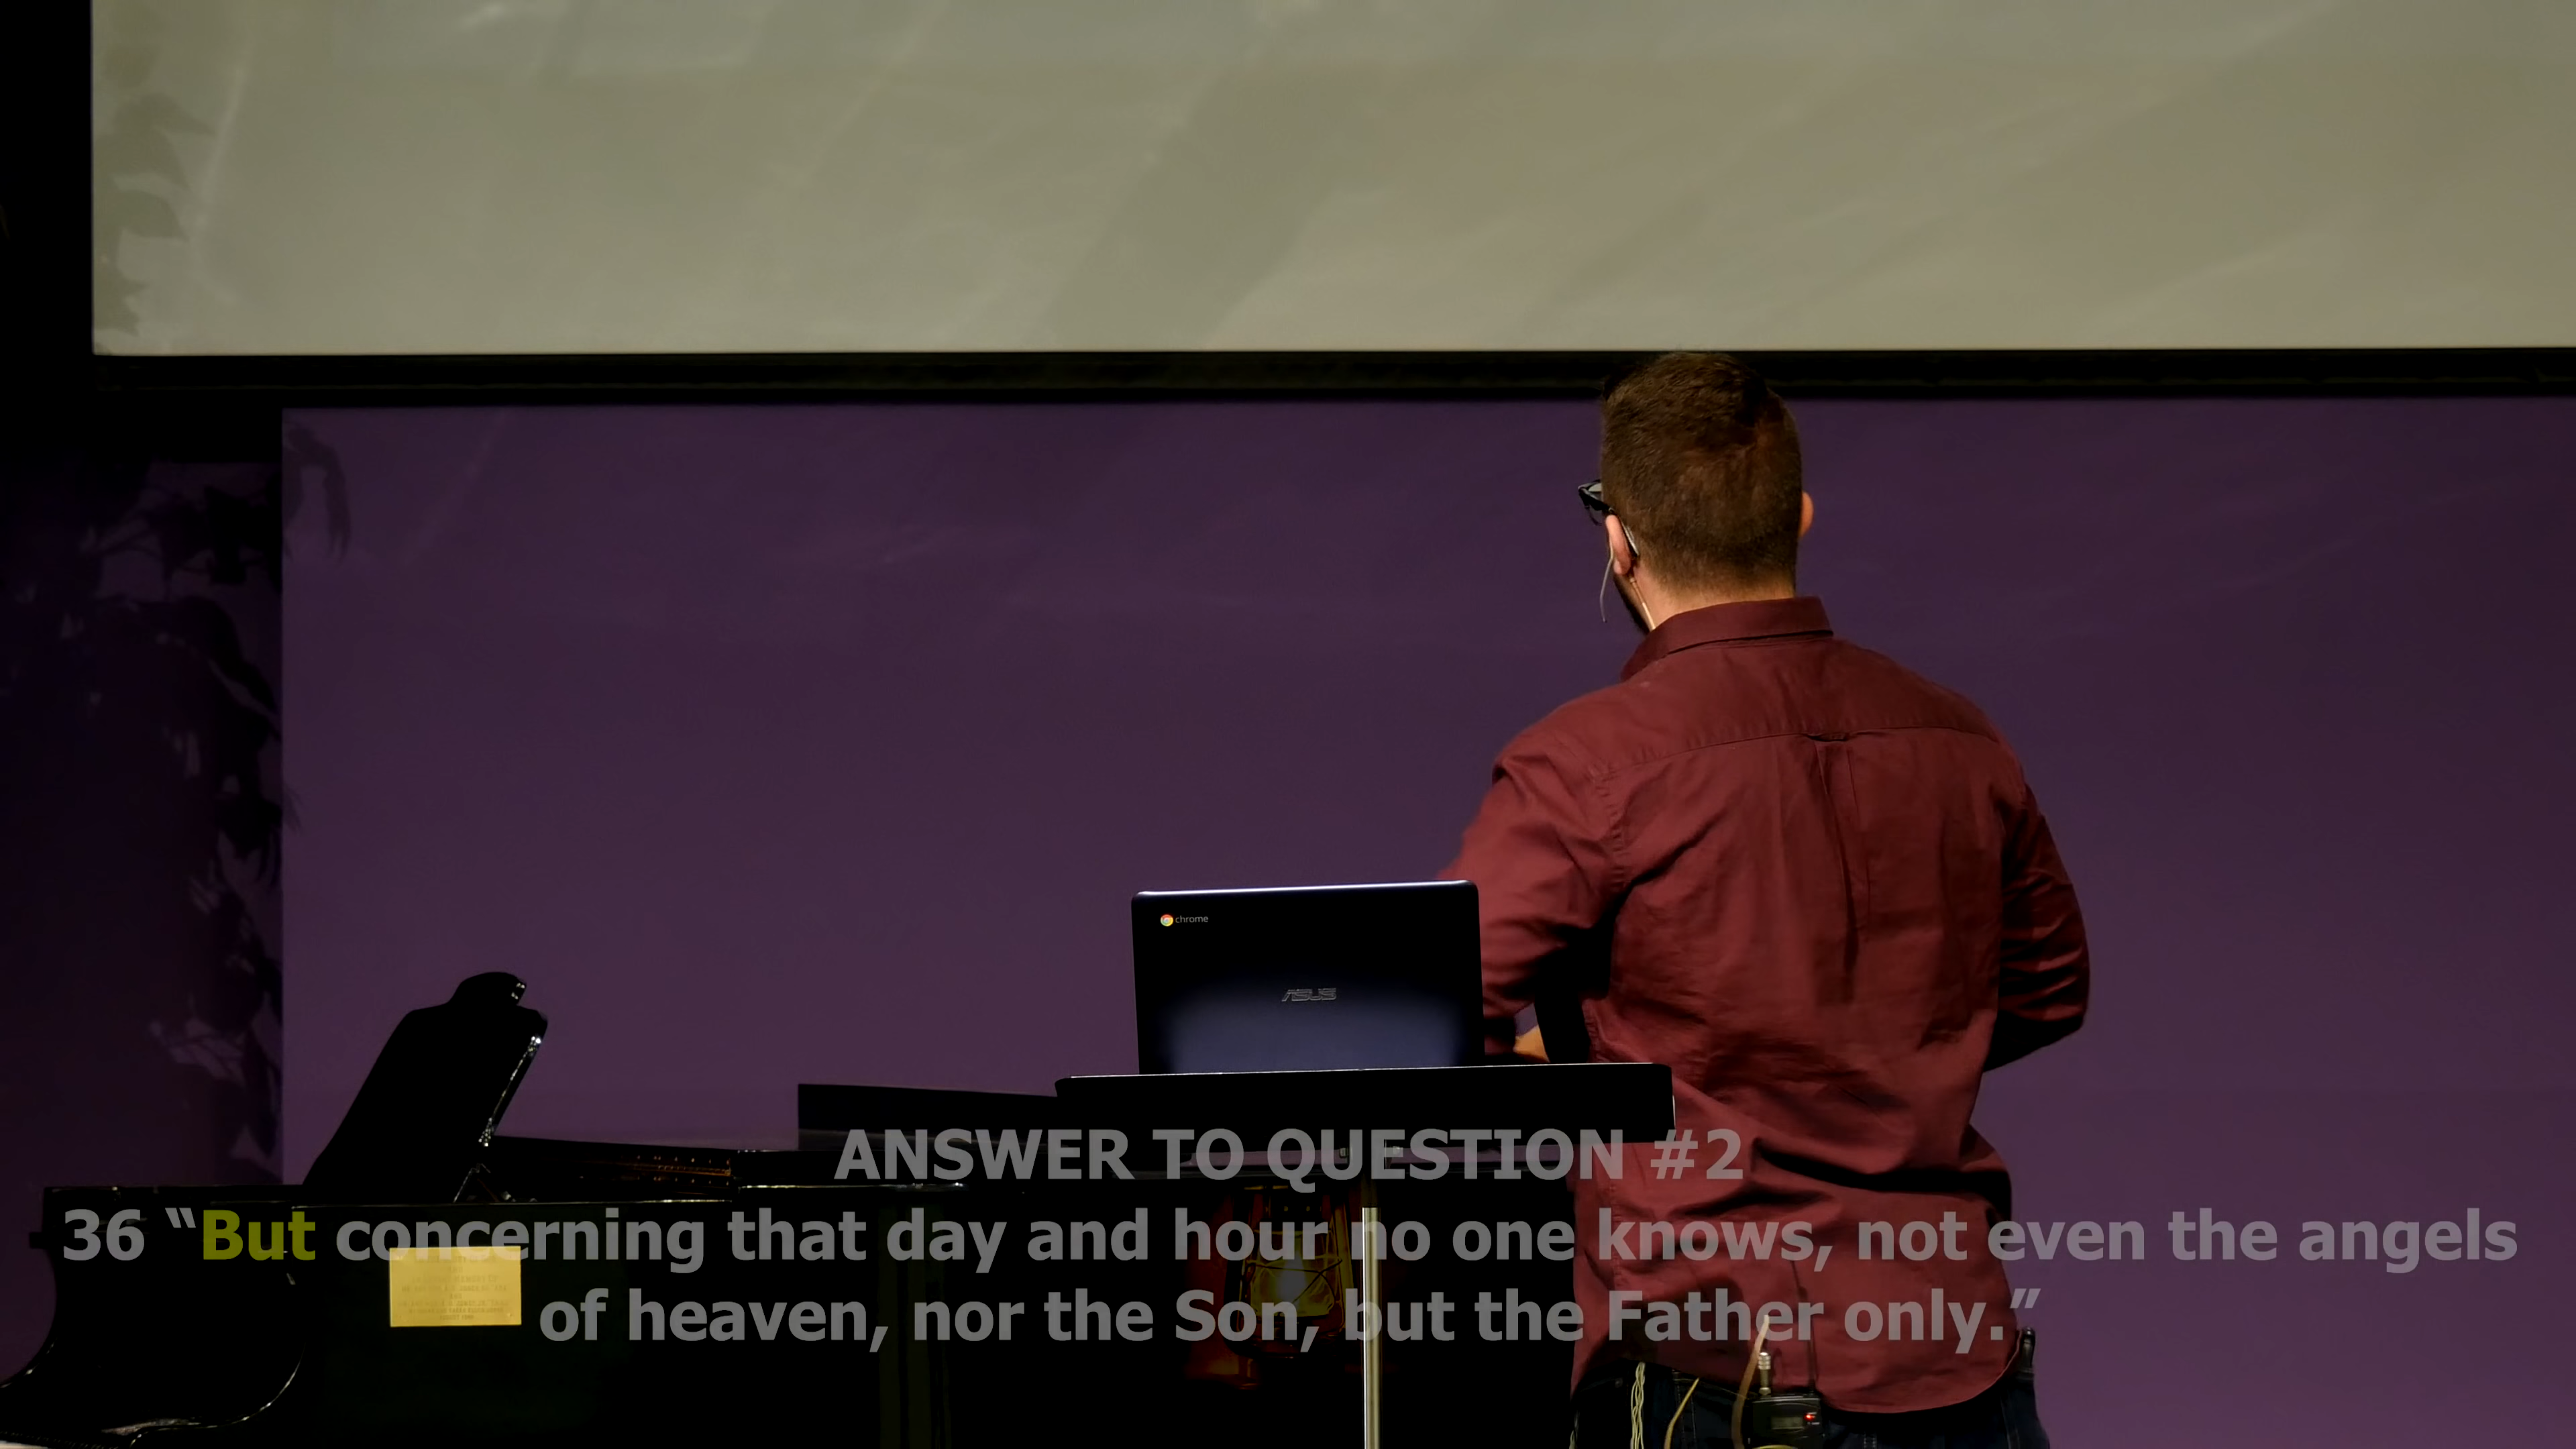 chrome
ASUS
ANSWER TO QUESTION #2
36 “But concerning that day and hour no one knows, not even the angels
of heaven, nor the Son, but the Father only.”